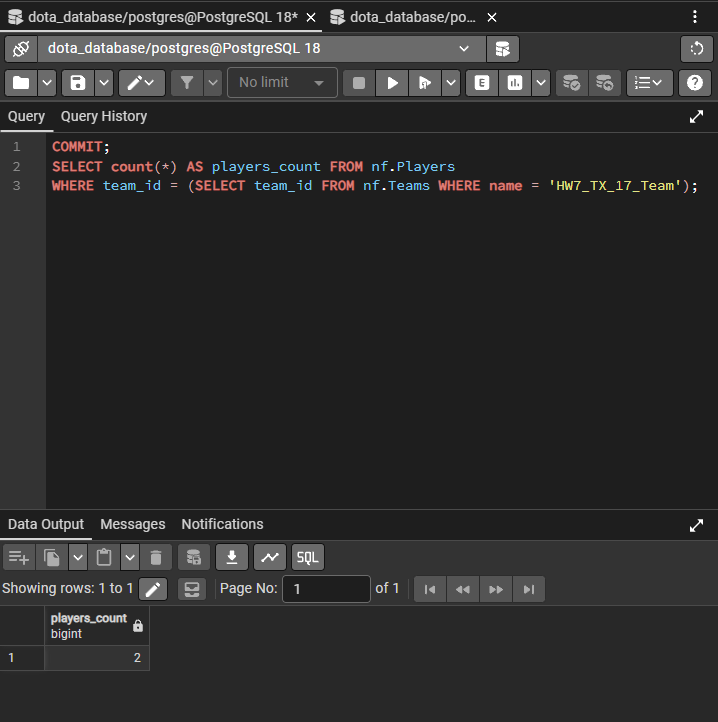 dota_database/postgres@PostgreSQL 18*
dota_database/po...
dota_database/postgres@PostgreSQL 18
No limit
E
Query
Query History
1 COMMIT;
2 SELECT count(*) AS players_count FROM nf.Players
3 WHERE team_id = (SELECT team_id FROM nf.Teams WHERE name = 'HW7_TX_17_Team');
Data Output
Messages
Notifications
SQL
Showing rows: 1 to 1
Page No:
1
of 1
players_count
bigint
1
2